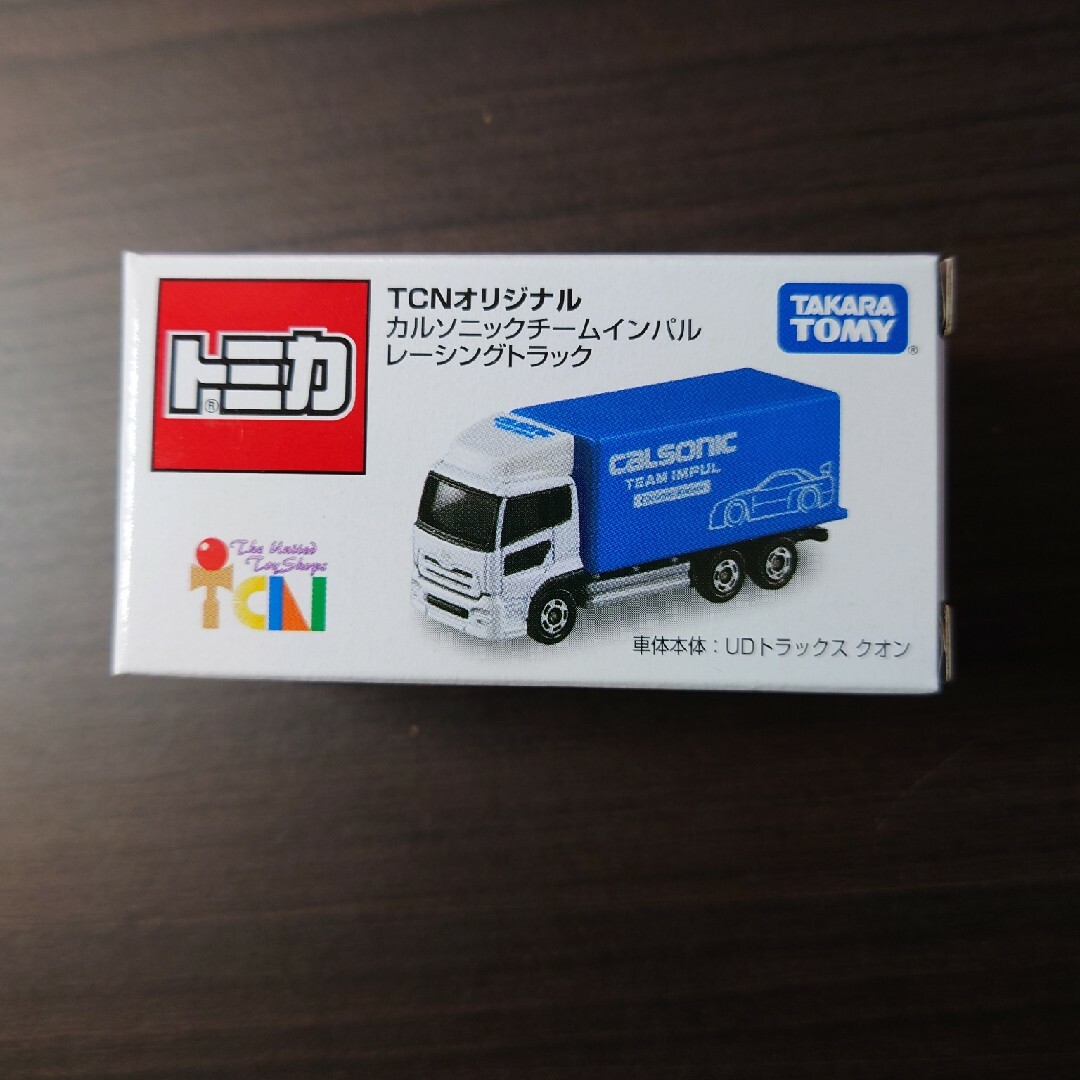 トミカ
®
TCNオリジナル
カルソニックチームインパル
レーシングトラック
TAKARA
TOMY
®
CALSONIC
TEAM IMPUL
The United
Toy Shops
TCN
車体本体：UDトラックス クオン